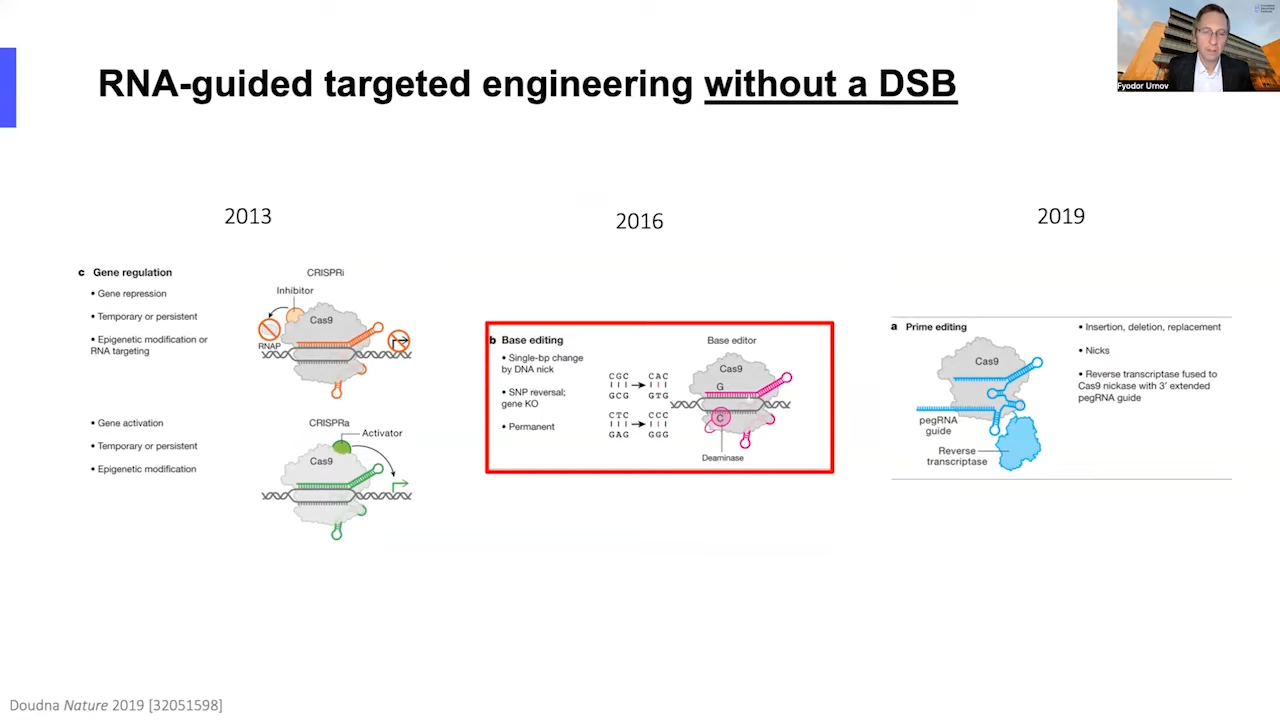 RNA-guided targeted engineering without a DSB
Fyodor Urnov
2013
c Gene regulation
• Gene repression
• Temporary or persistent
• Epigenetic modification or
RNA targeting
CRISPRi
Inhibitor
Cas9
RNAP
• Gene activation
• Temporary or persistent
• Epigenetic modification
CRISPRa
Activator
Cas9
2016
b Base editing
• Single-bp change
by DNA nick
• SNP reversal;
gene KO
• Permanent
CGC CAC
GCG GTG
CTC CCC
GAG GGG
Base editor
Cas9
G
C
Deaminase
2019
a Prime editing
Cas9
pegRNA
guide
Reverse
transcriptase
• Insertion, deletion, replacement
• Nicks
• Reverse transcriptase fused to
Cas9 nickase with 3′ extended
pegRNA guide
Doudna Nature 2019 [32051598]